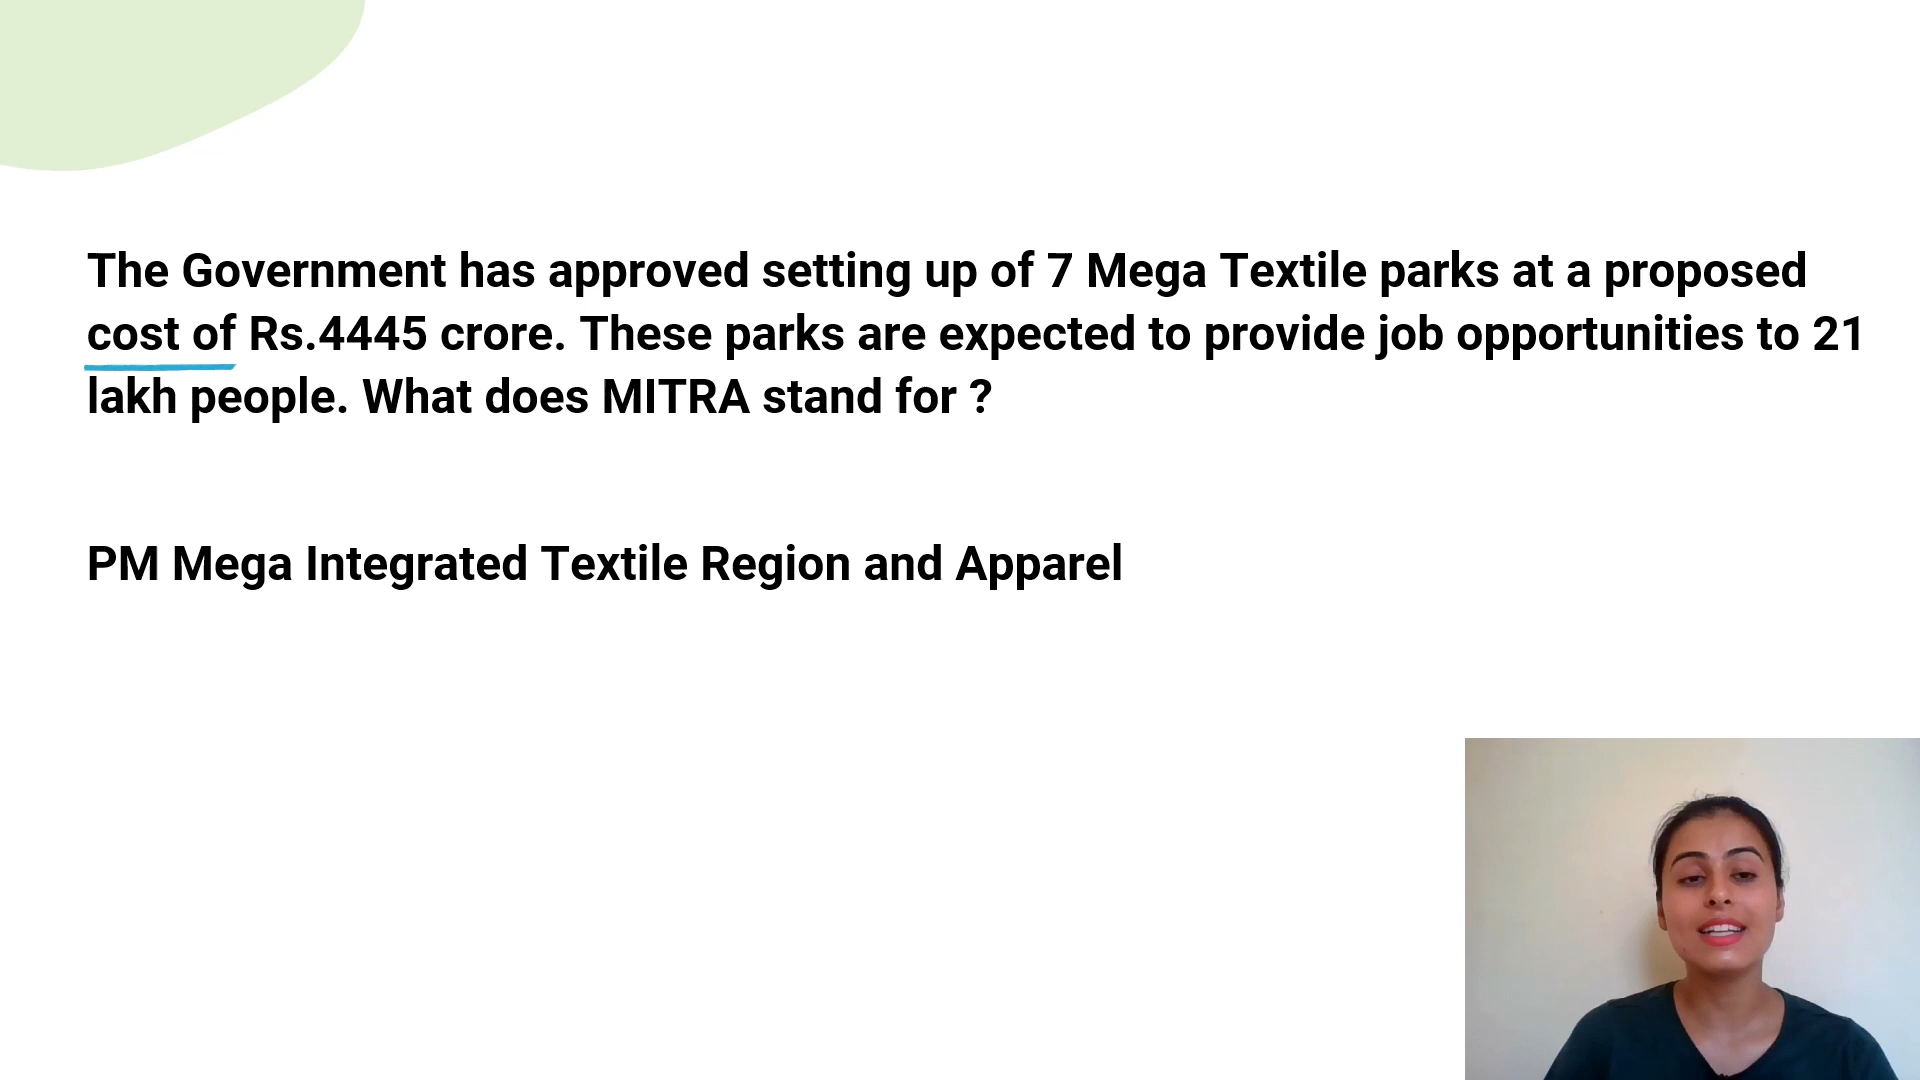 The Government has approved setting up of 7 Mega Textile parks at a proposed
cost of Rs.4445 crore. These parks are expected to provide job opportunities to 21
lakh people. What does MITRA stand for ?
PM Mega Integrated Textile Region and Apparel